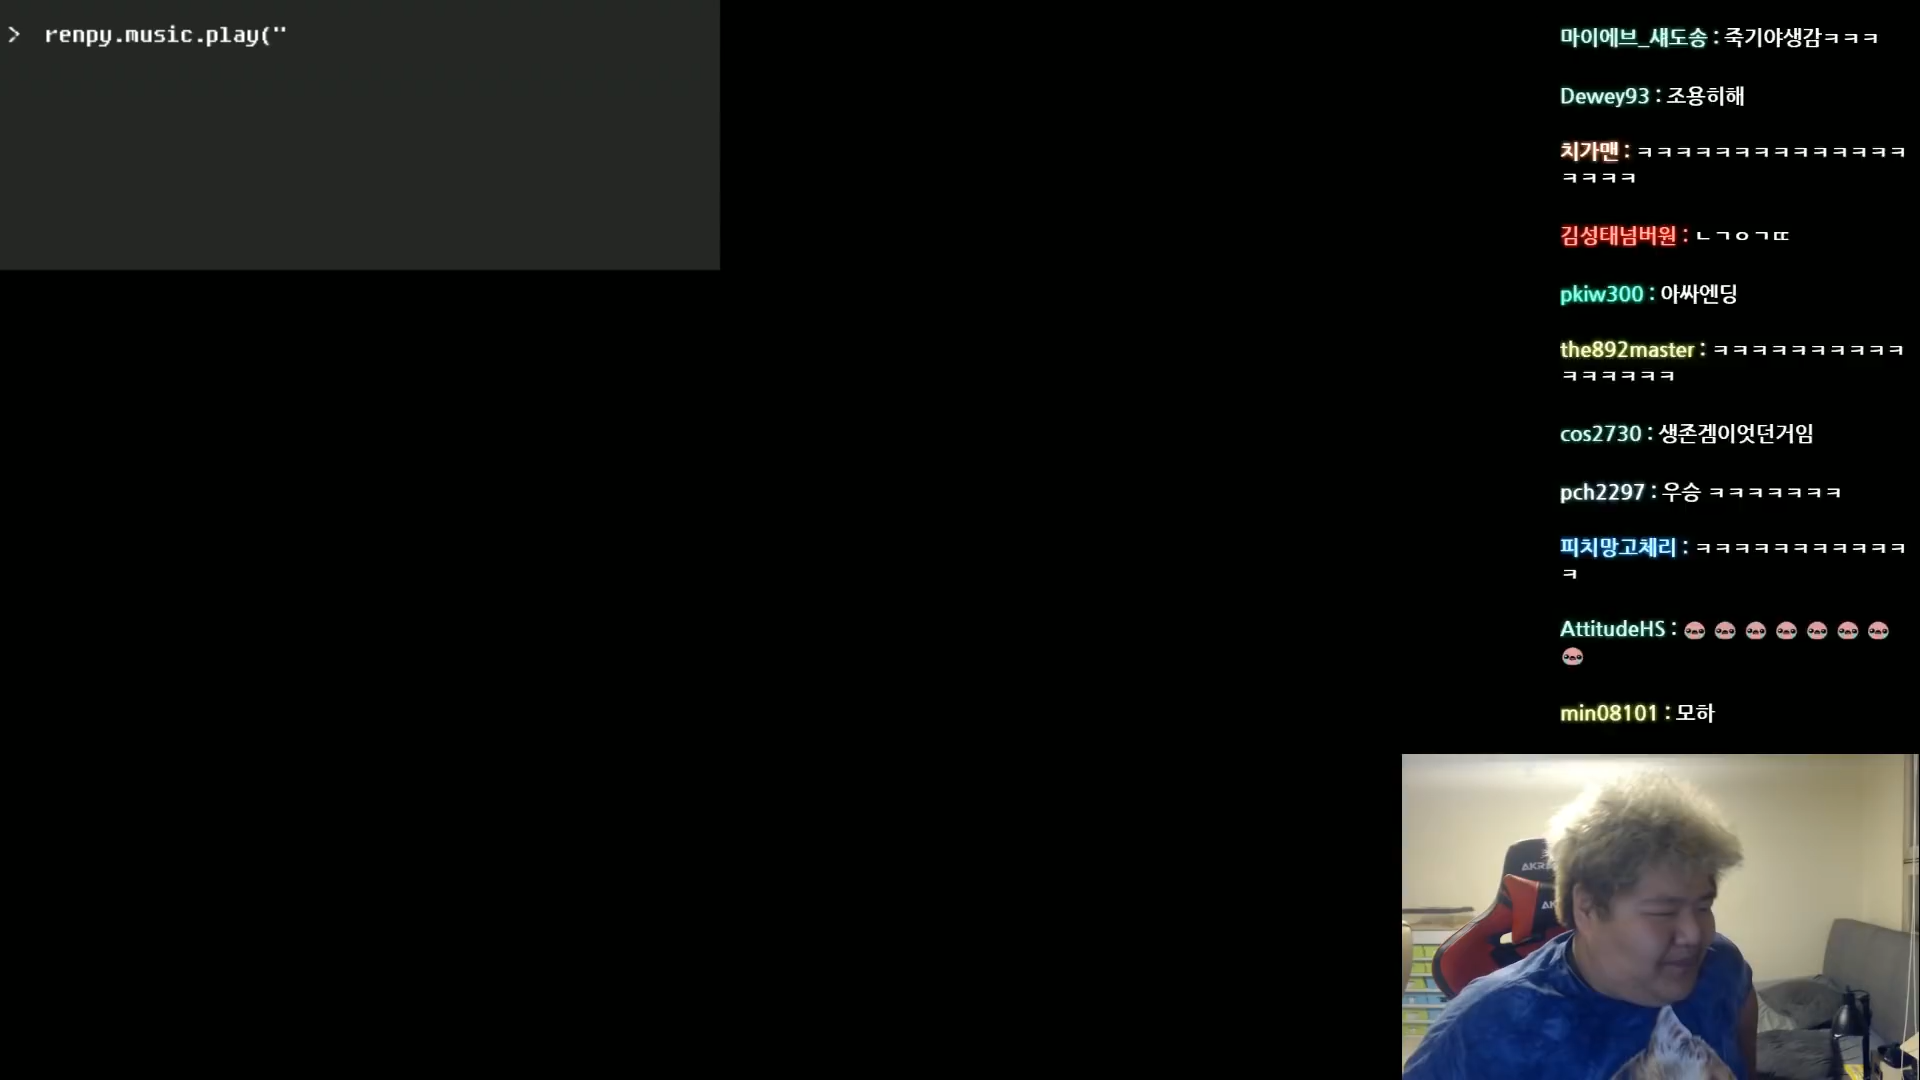 > renpy.music.play("
마이에브_섀도송 : 죽기야생감ㅋㅋㅋ
Dewey93 : 조용히해
치가맨 : ㅋㅋㅋㅋㅋㅋㅋㅋㅋㅋㅋㅋㅋㅋ
ㅋㅋㅋㅋ
김성태넘버원 : ㄴㄱㅇㄱㄸ
pkiw300 : 아싸엔딩
the892master : ㅋㅋㅋㅋㅋㅋㅋㅋㅋㅋ
ㅋㅋㅋㅋㅋㅋ
cos2730 : 생존겜이엇던거임
pch2297 : 우승 ㅋㅋㅋㅋㅋㅋㅋ
피치망고체리 : ㅋㅋㅋㅋㅋㅋㅋㅋㅋㅋㅋ
ㅋ
AttitudeHS :
min08101 : 모하